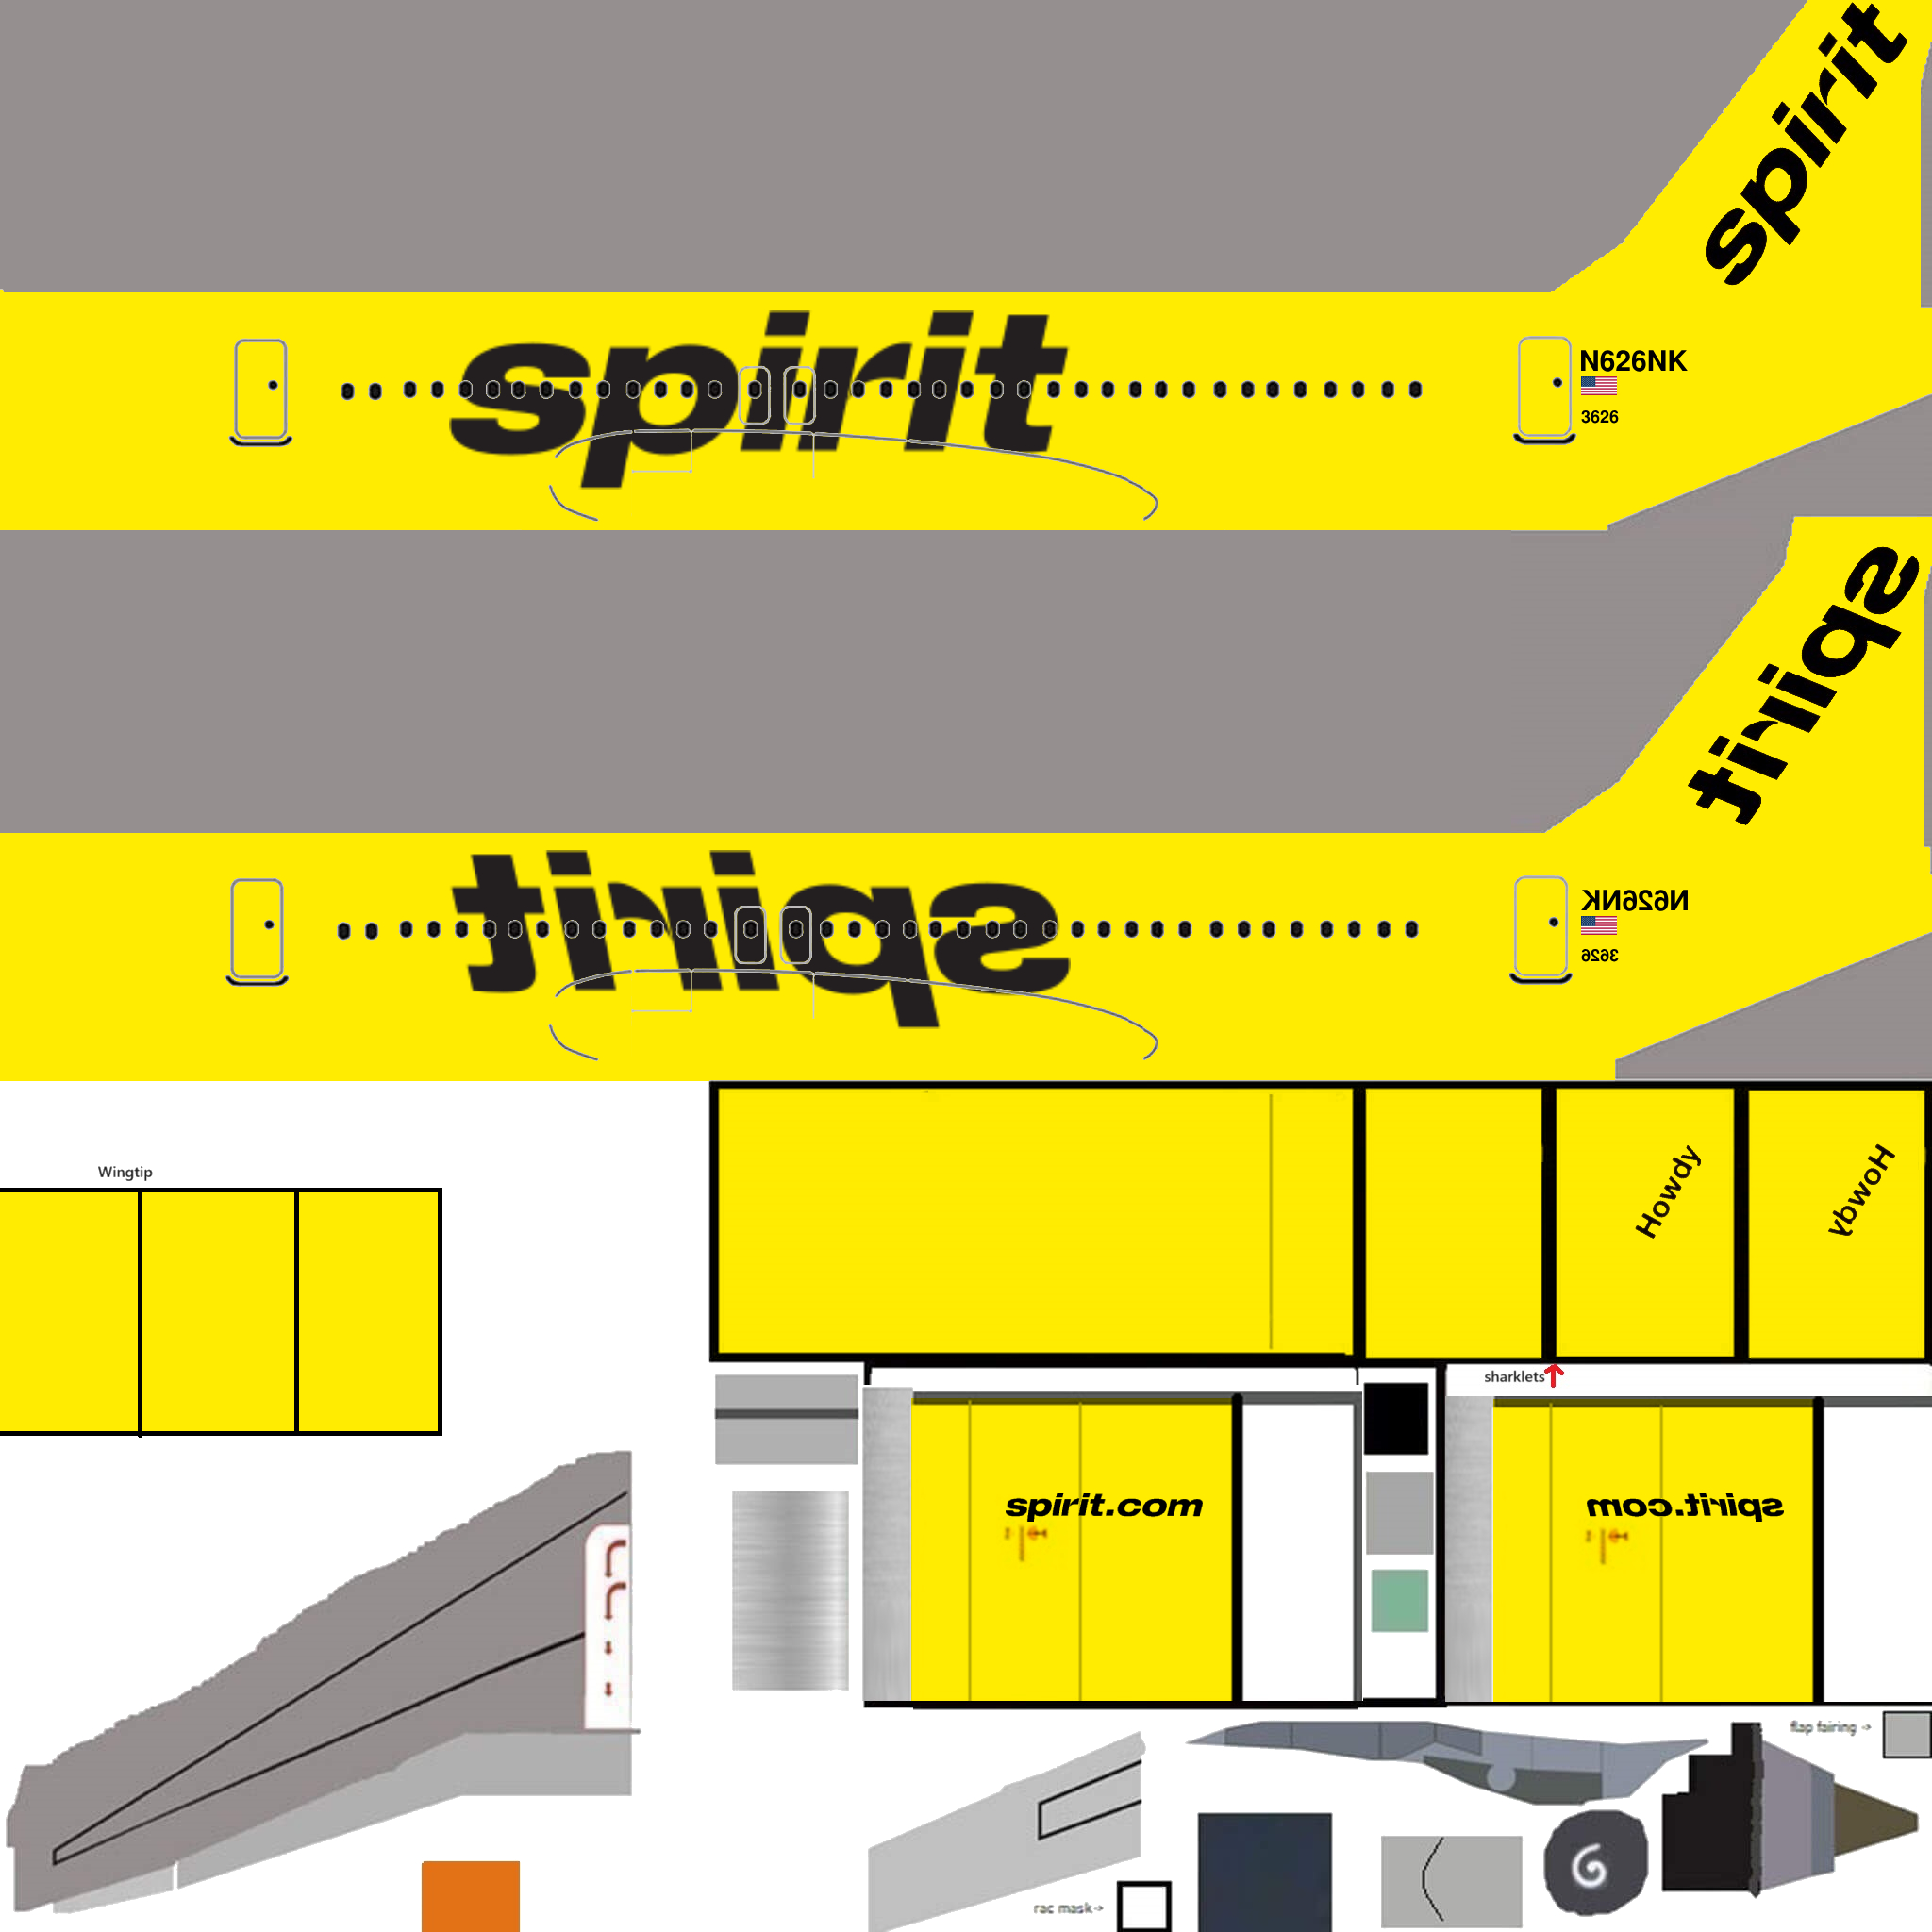 spirit
spirit
N626NK
3626
spirit
spirit
N626NK
3626
Wingtip
Howdy
Howdy
sharklets
spirit.com
spirit.com
flap fairing ->
rac mask->